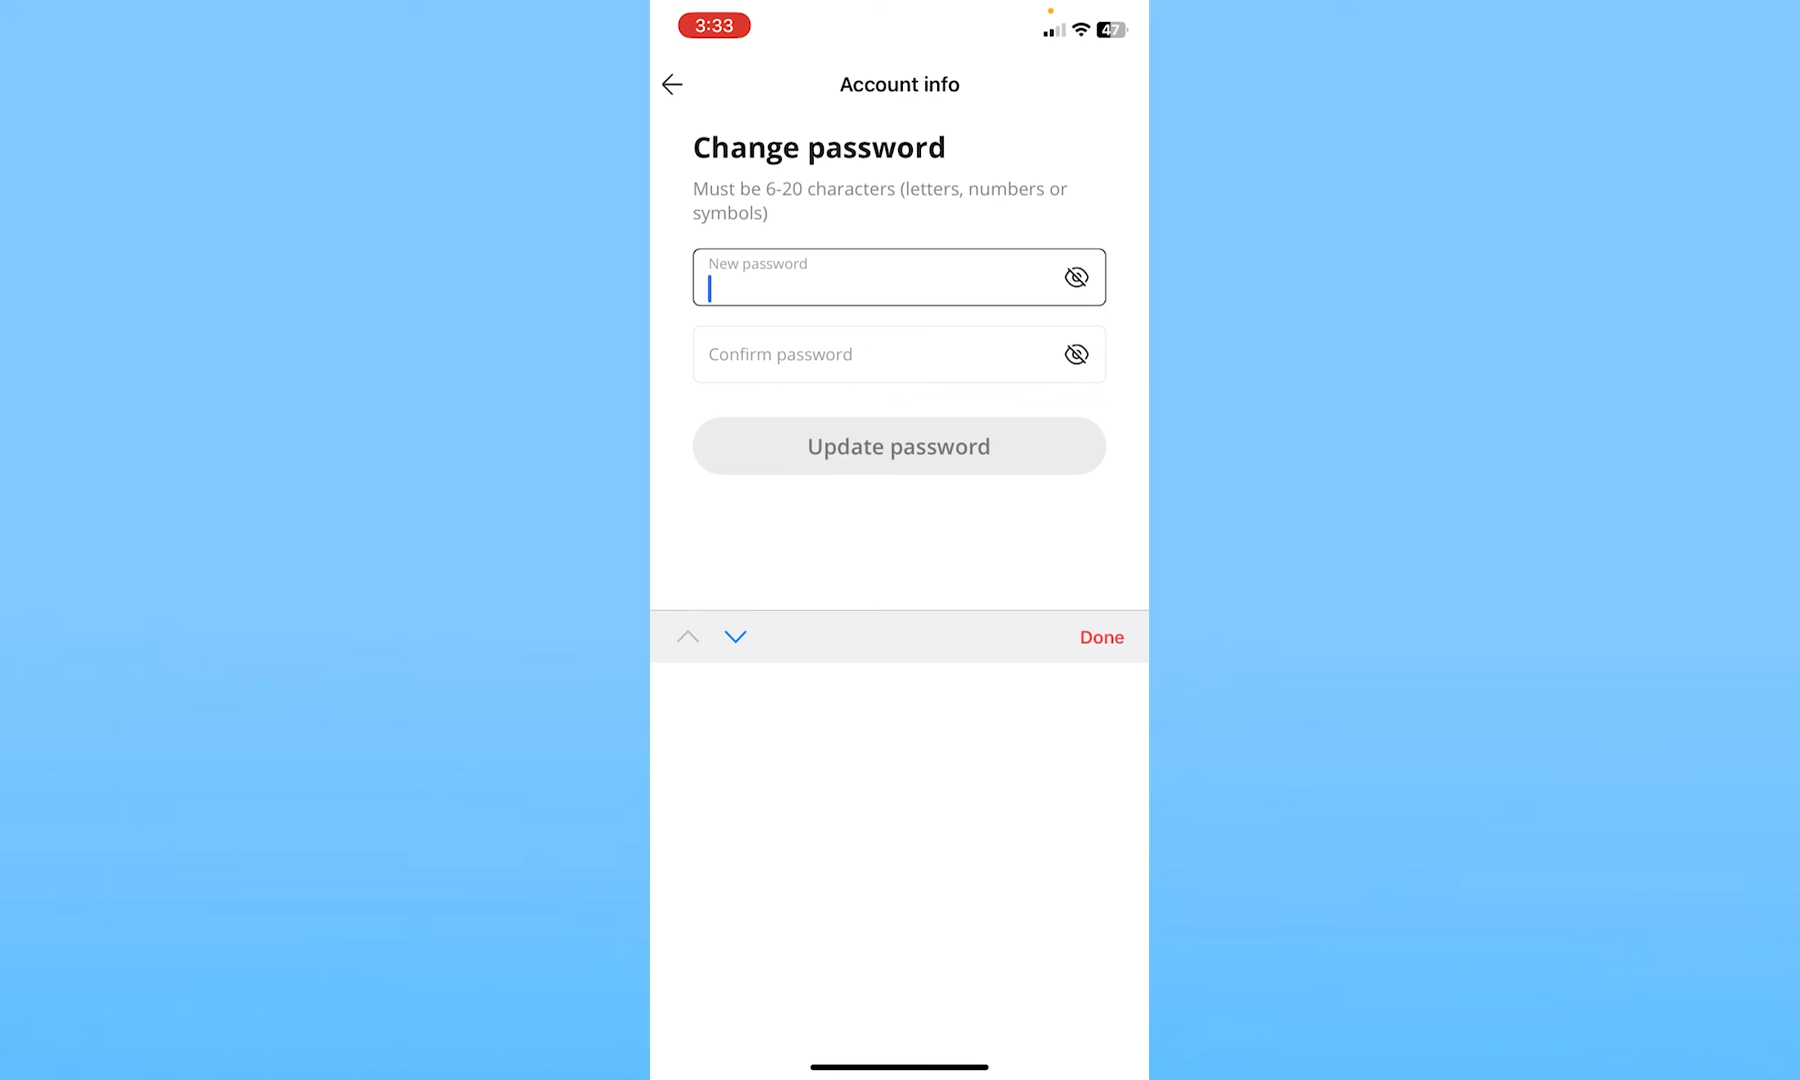 3:33
47
Account info
Change password
Must be 6-20 characters (letters, numbers or
symbols)
New password
Confirm password
Update password
Done